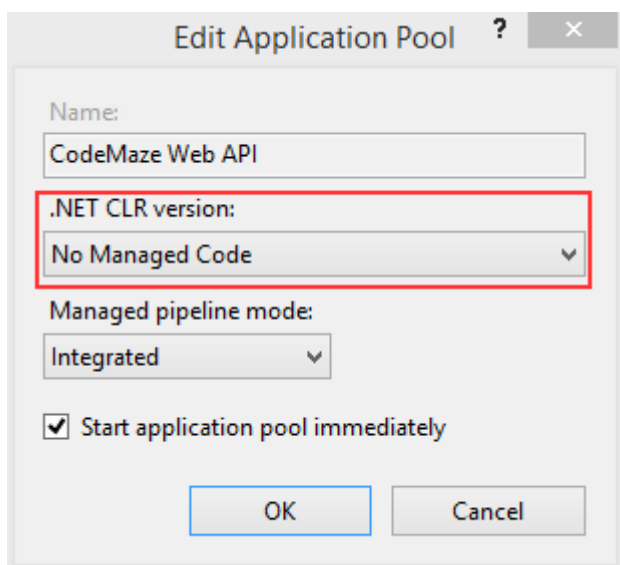 Edit Application Pool ? ×
Name:
CodeMaze Web API
.NET CLR version:
No Managed Code
Managed pipeline mode:
Integrated
Start application pool immediately
OK Cancel